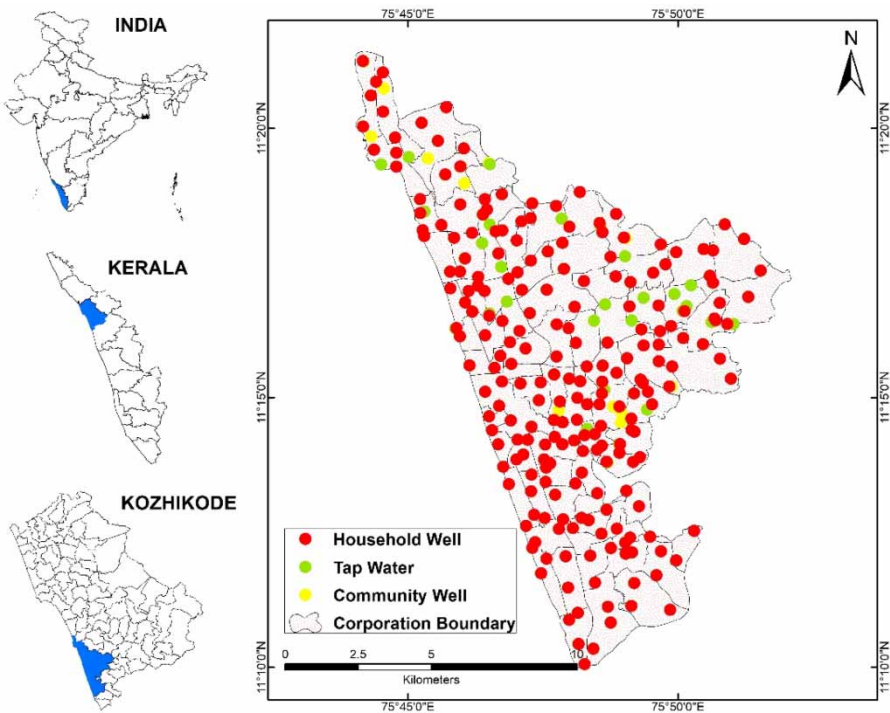 INDIA
KERALA
KOZHIKODE
75°45'0"E 75°50'0"E
N
11°20'0"N 11°20'0"N
11°15'0"N 11°15'0"N
11°10'0"N 11°10'0"N
Household Well
Tap Water
Community Well
Corporation Boundary
0 2.5 5 10
Kilometers
75°45'0"E 75°50'0"E